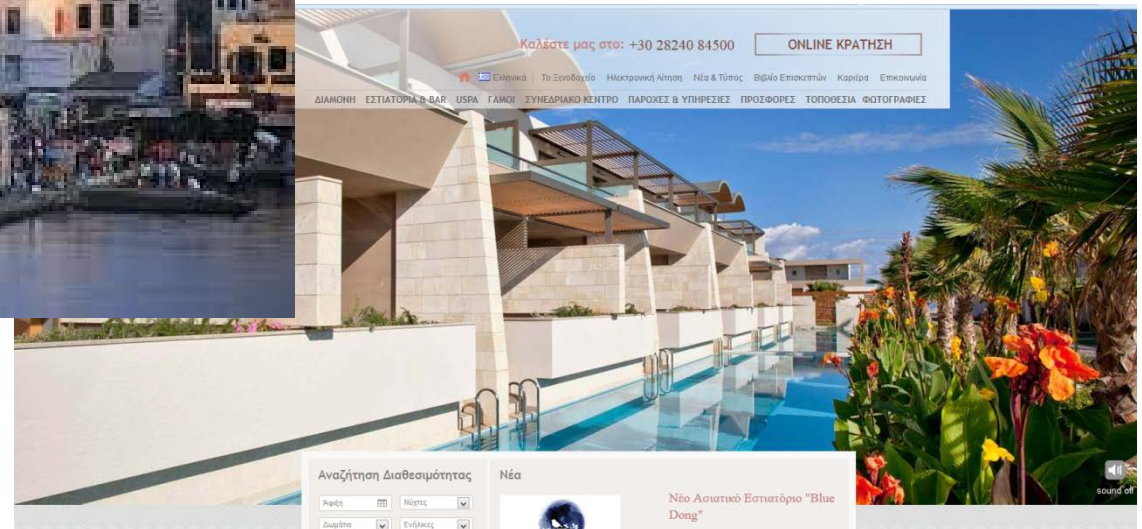 Καλέστε μας στο: +30 28240 84500
ONLINE ΚΡΑΤΗΣΗ
Ελληνικά | Το Ξενοδοχείο Ηλεκτρονική Αίτηση Νέα & Τύπος Βιβλίο Επισκεπτών Καριέρα Επικοινωνία
ΔΙΑΜΟΝΗ ΕΣΤΙΑΤΟΡΙΑ & BAR USPA ΓΑΜΟΙ ΣΥΝΕΔΡΙΑΚΟ ΚΕΝΤΡΟ ΠΑΡΟΧΕΣ & ΥΠΗΡΕΣΙΕΣ ΠΡΟΣΦΟΡΕΣ ΤΟΠΟΘΕΣΙΑ ΦΩΤΟΓΡΑΦΙΕΣ
sound off
Αναζήτηση Διαθεσιμότητας
Άφιξη Νύχτες
Δωμάτια Ενήλικες
Νέα
Νέο Ασιατικό Εστιατόριο "Blue
Dong"